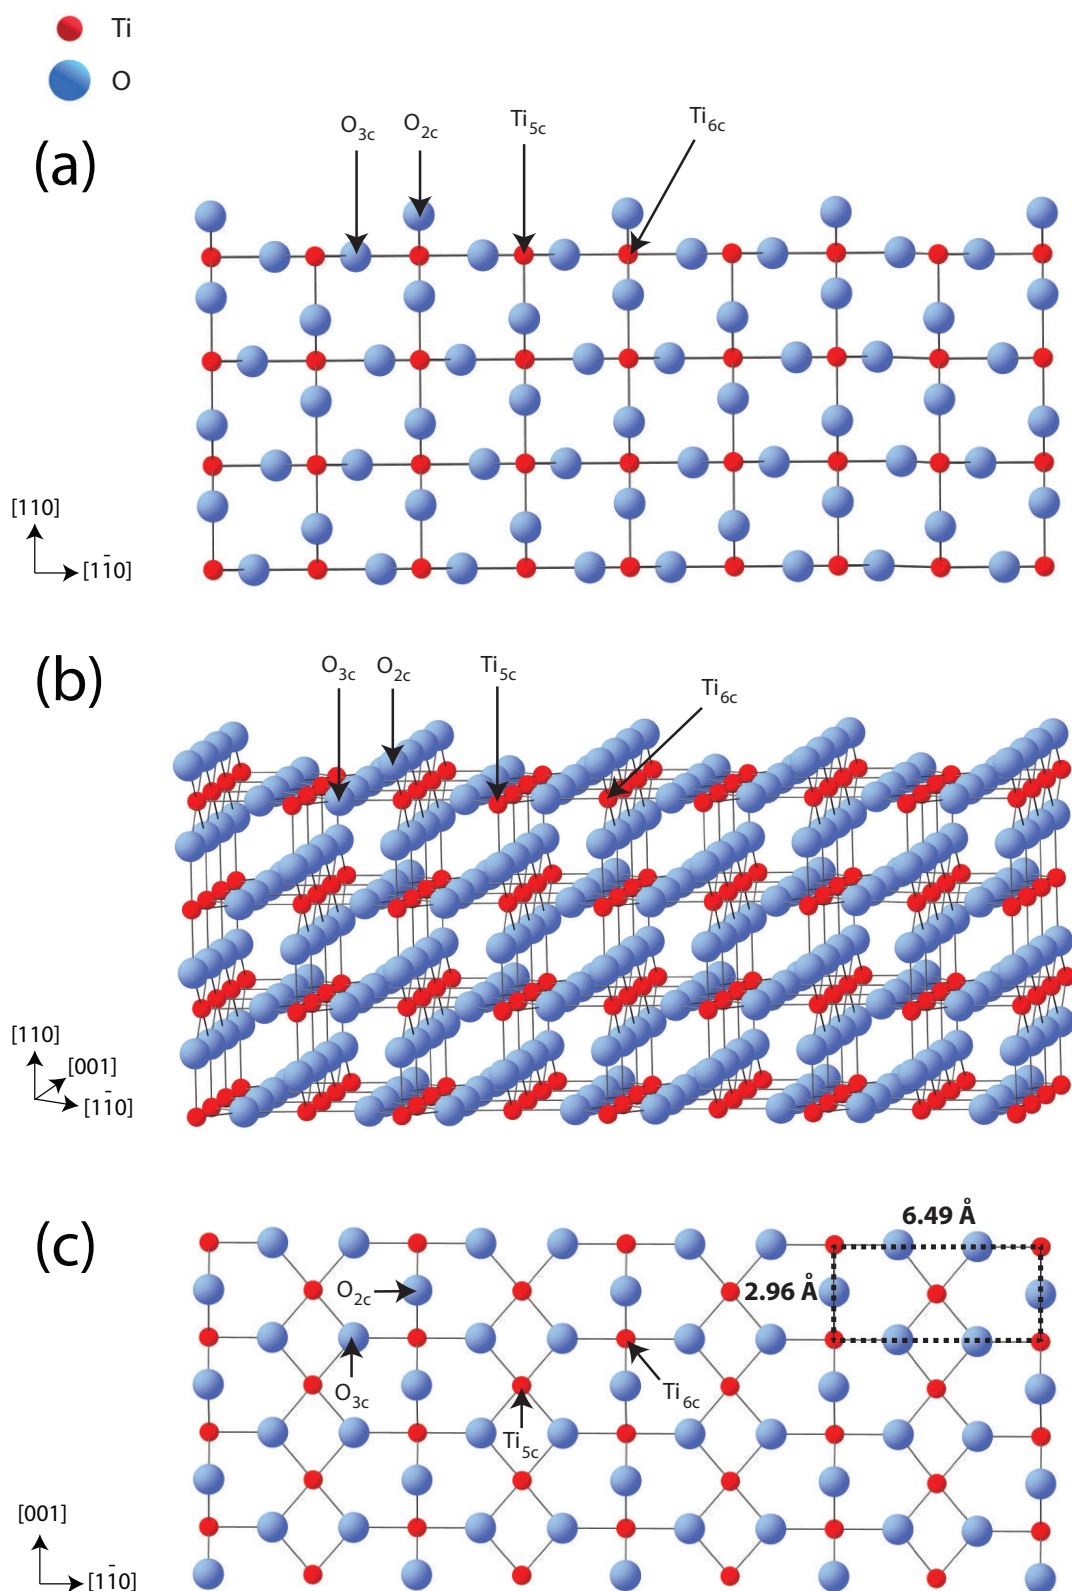 Ti
O
(a)
O3c O2c Ti5c Ti6c
[110]
[11̄0]
(b)
O3c O2c Ti5c Ti6c
[110]
[001]
[11̄0]
(c)
6.49 Å
O2c 2.96 Å
O3c Ti6c
Ti5c
[001]
[11̄0]